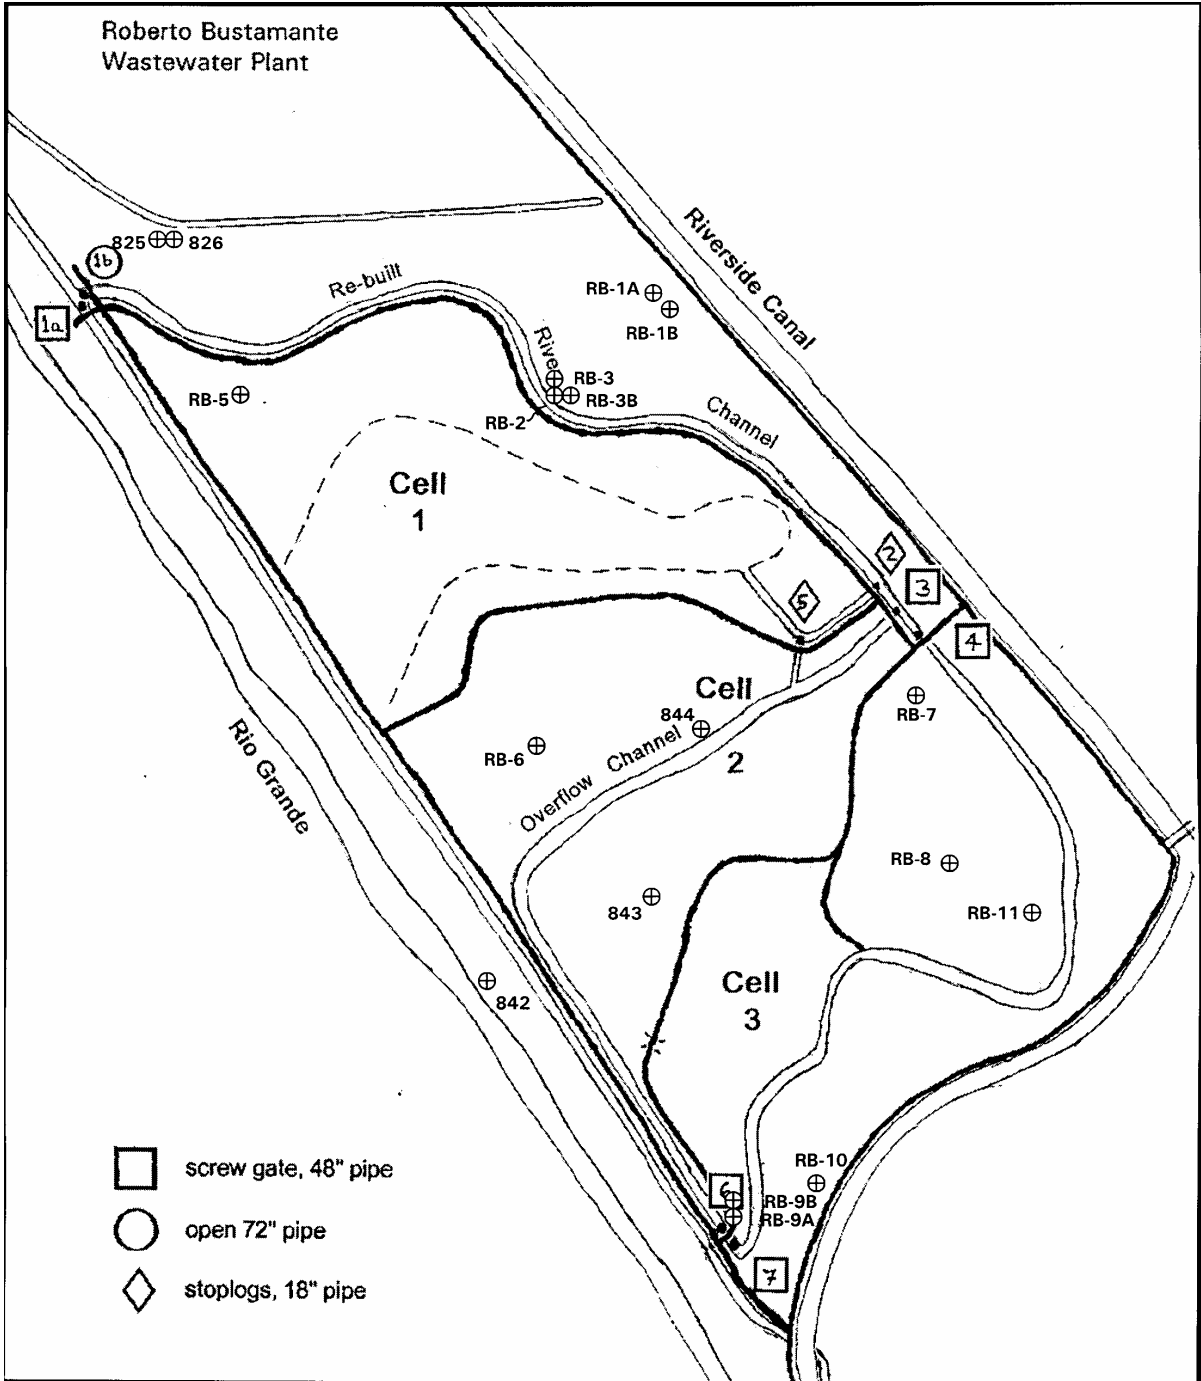 Roberto Bustamante
Wastewater Plant
Riverside Canal
825
826
1b
1a
Re-built
River
Channel
RB-1A
RB-1B
RB-3
RB-3B
RB-2
RB-5
Cell
1
2
3
4
5
Cell
2
RB-7
844
RB-6
Overflow Channel
Rio Grande
RB-8
RB-11
843
842
Cell
3
RB-10
6
RB-9B
RB-9A
7
screw gate, 48" pipe
open 72" pipe
stoplogs, 18" pipe